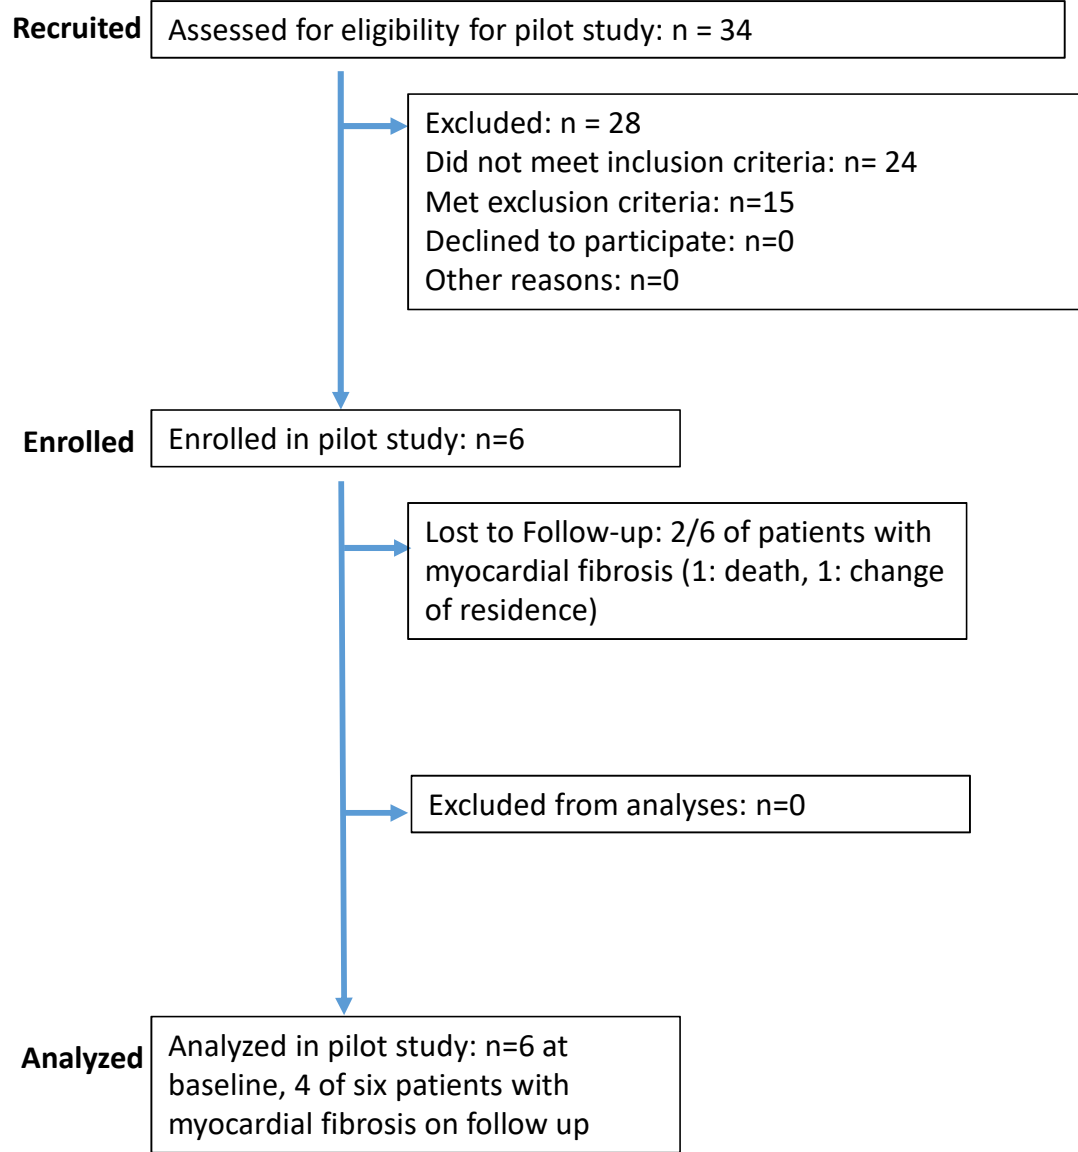 Recruited
Assessed for eligibility for pilot study: n = 34
Excluded: n = 28
Did not meet inclusion criteria: n= 24
Met exclusion criteria: n=15
Declined to participate: n=0
Other reasons: n=0
Enrolled
Enrolled in pilot study: n=6
Lost to Follow-up: 2/6 of patients with
myocardial fibrosis (1: death, 1: change
of residence)
Excluded from analyses: n=0
Analyzed
Analyzed in pilot study: n=6 at
baseline, 4 of six patients with
myocardial fibrosis on follow up